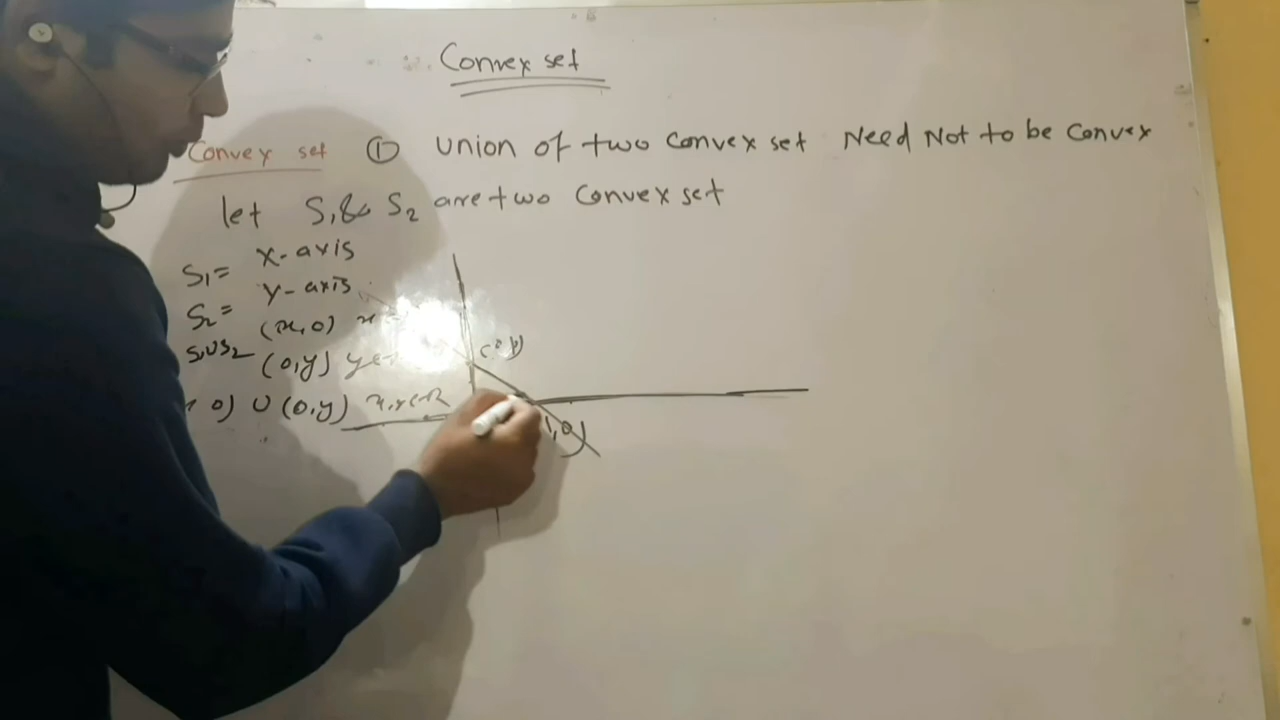 Convex set
Convex set ① union of two convex set Need Not to be Convex
let S₁ & S₂ are two Convex set
S₁= x-axis
S₂= y-axis
(x,0) x
S₁∪S₂ (0,y) y∈
0) ∪ (0,y) x,y∈R
,0)